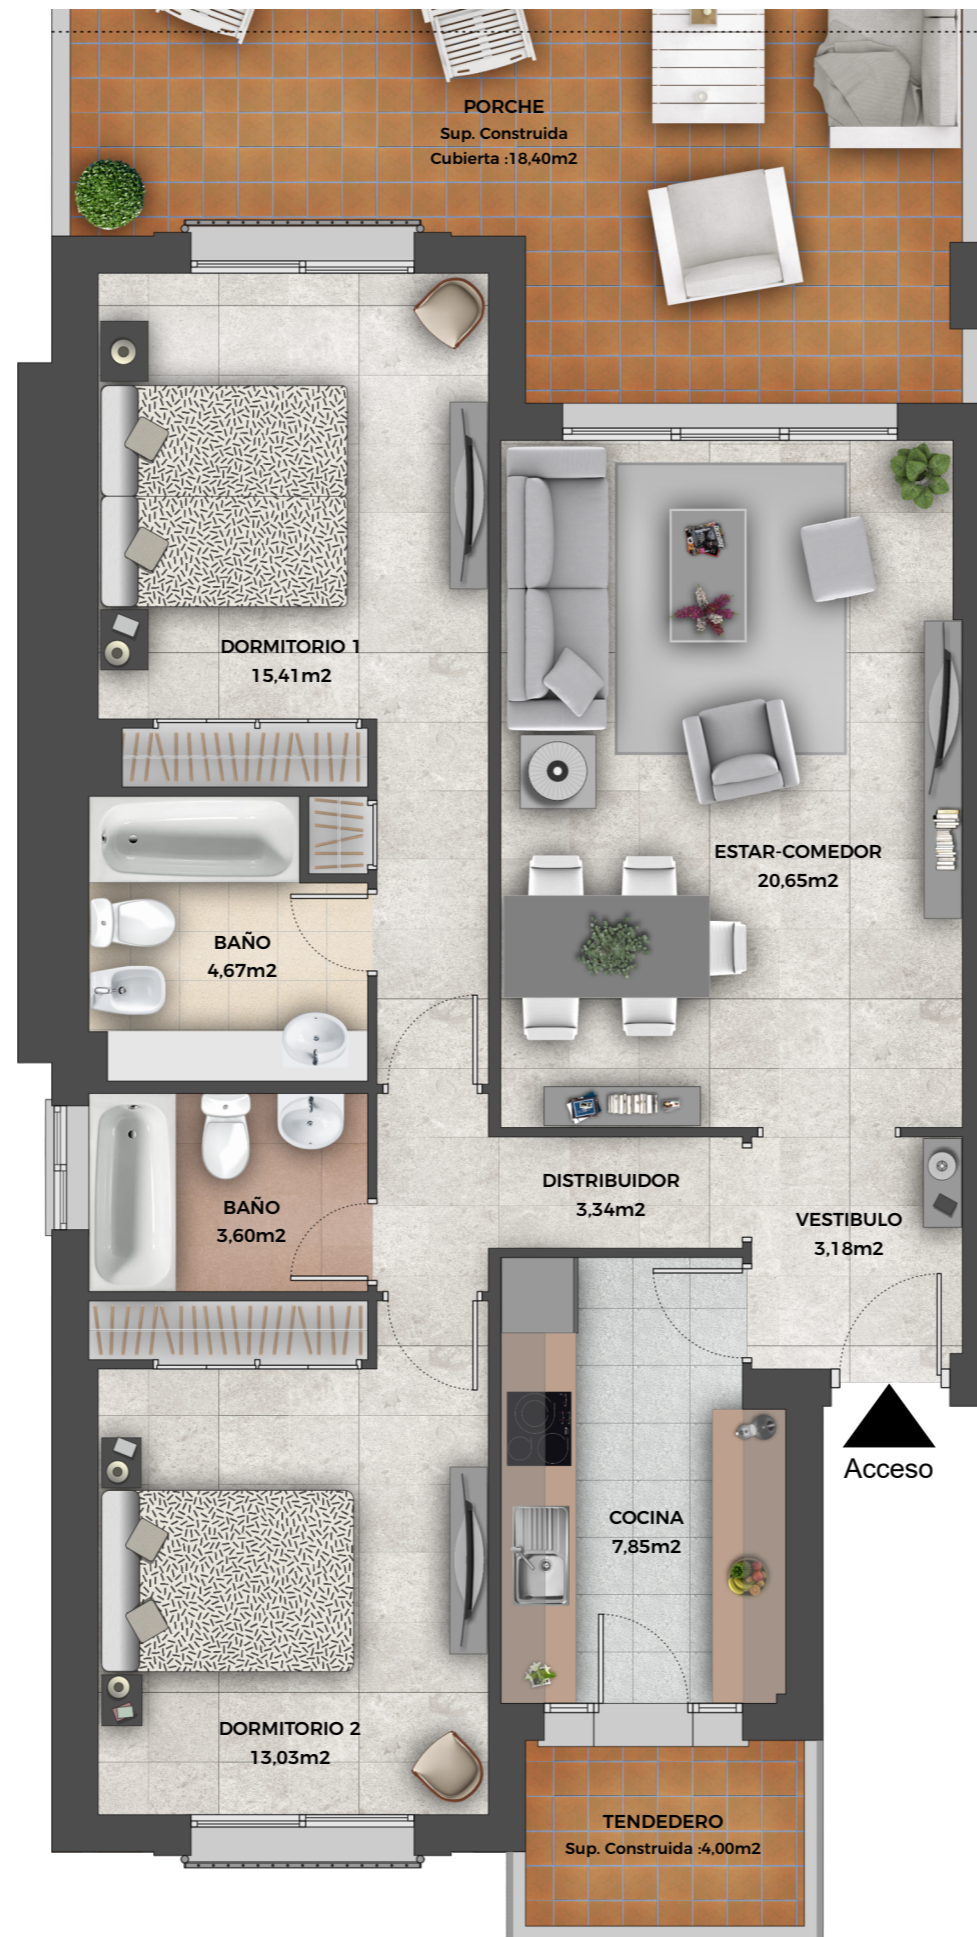 PORCHE
Sup. Construida
Cubierta :18,40m2
DORMITORIO 1
15,41m2
ESTAR-COMEDOR
20,65m2
BAÑO
4,67m2
DISTRIBUIDOR
3,34m2
BAÑO
3,60m2
VESTIBULO
3,18m2
Acceso
COCINA
7,85m2
DORMITORIO 2
13,03m2
TENDEDERO
Sup. Construida :4,00m2